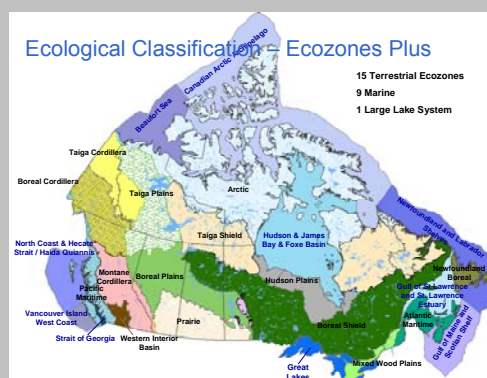 Ecological Classification – Ecozones Plus
15 Terrestrial Ecozones
9 Marine
1 Large Lake System
Canadian Arctic Archipelago
Beaufort Sea
Taiga Cordillera
Boreal Cordillera
Taiga Plains
Arctic
Taiga Shield
Hudson & James
Bay & Foxe Basin
Newfoundland and Labrador
Shelves
North Coast & Hecate
Strait / Haida Quiannis
Montane
Cordillera
Boreal Plains
Hudson Plains
Newfoundland
Boreal
Pacific
Maritime
Gulf of St Lawrence
and St. Lawrence
Estuary
Vancouver Island
West Coast
Prairie
Boreal Shield
Atlantic
Maritime
Gulf of Maine and
Scotian Shelf
Strait of Georgia
Western Interior
Basin
Great
Lakes
Mixed Wood Plains